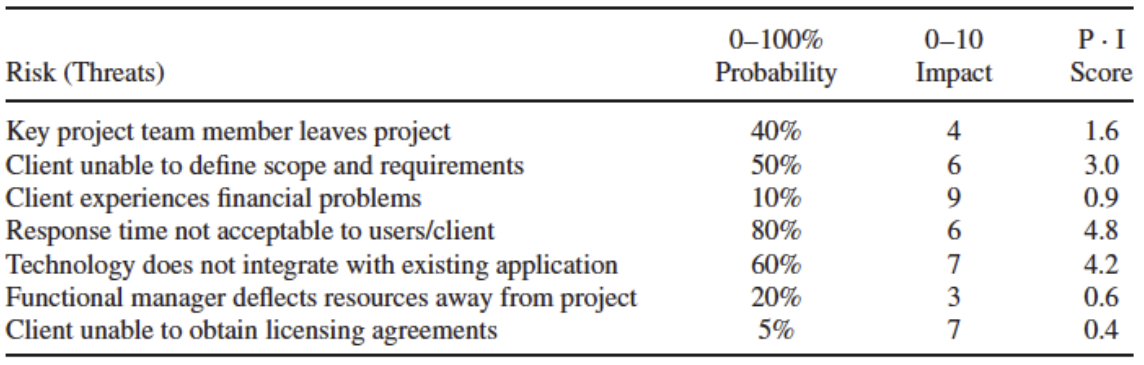 0–100% 0–10 P · I
Risk (Threats) Probability Impact Score
Key project team member leaves project 40% 4 1.6
Client unable to define scope and requirements 50% 6 3.0
Client experiences financial problems 10% 9 0.9
Response time not acceptable to users/client 80% 6 4.8
Technology does not integrate with existing application 60% 7 4.2
Functional manager deflects resources away from project 20% 3 0.6
Client unable to obtain licensing agreements 5% 7 0.4